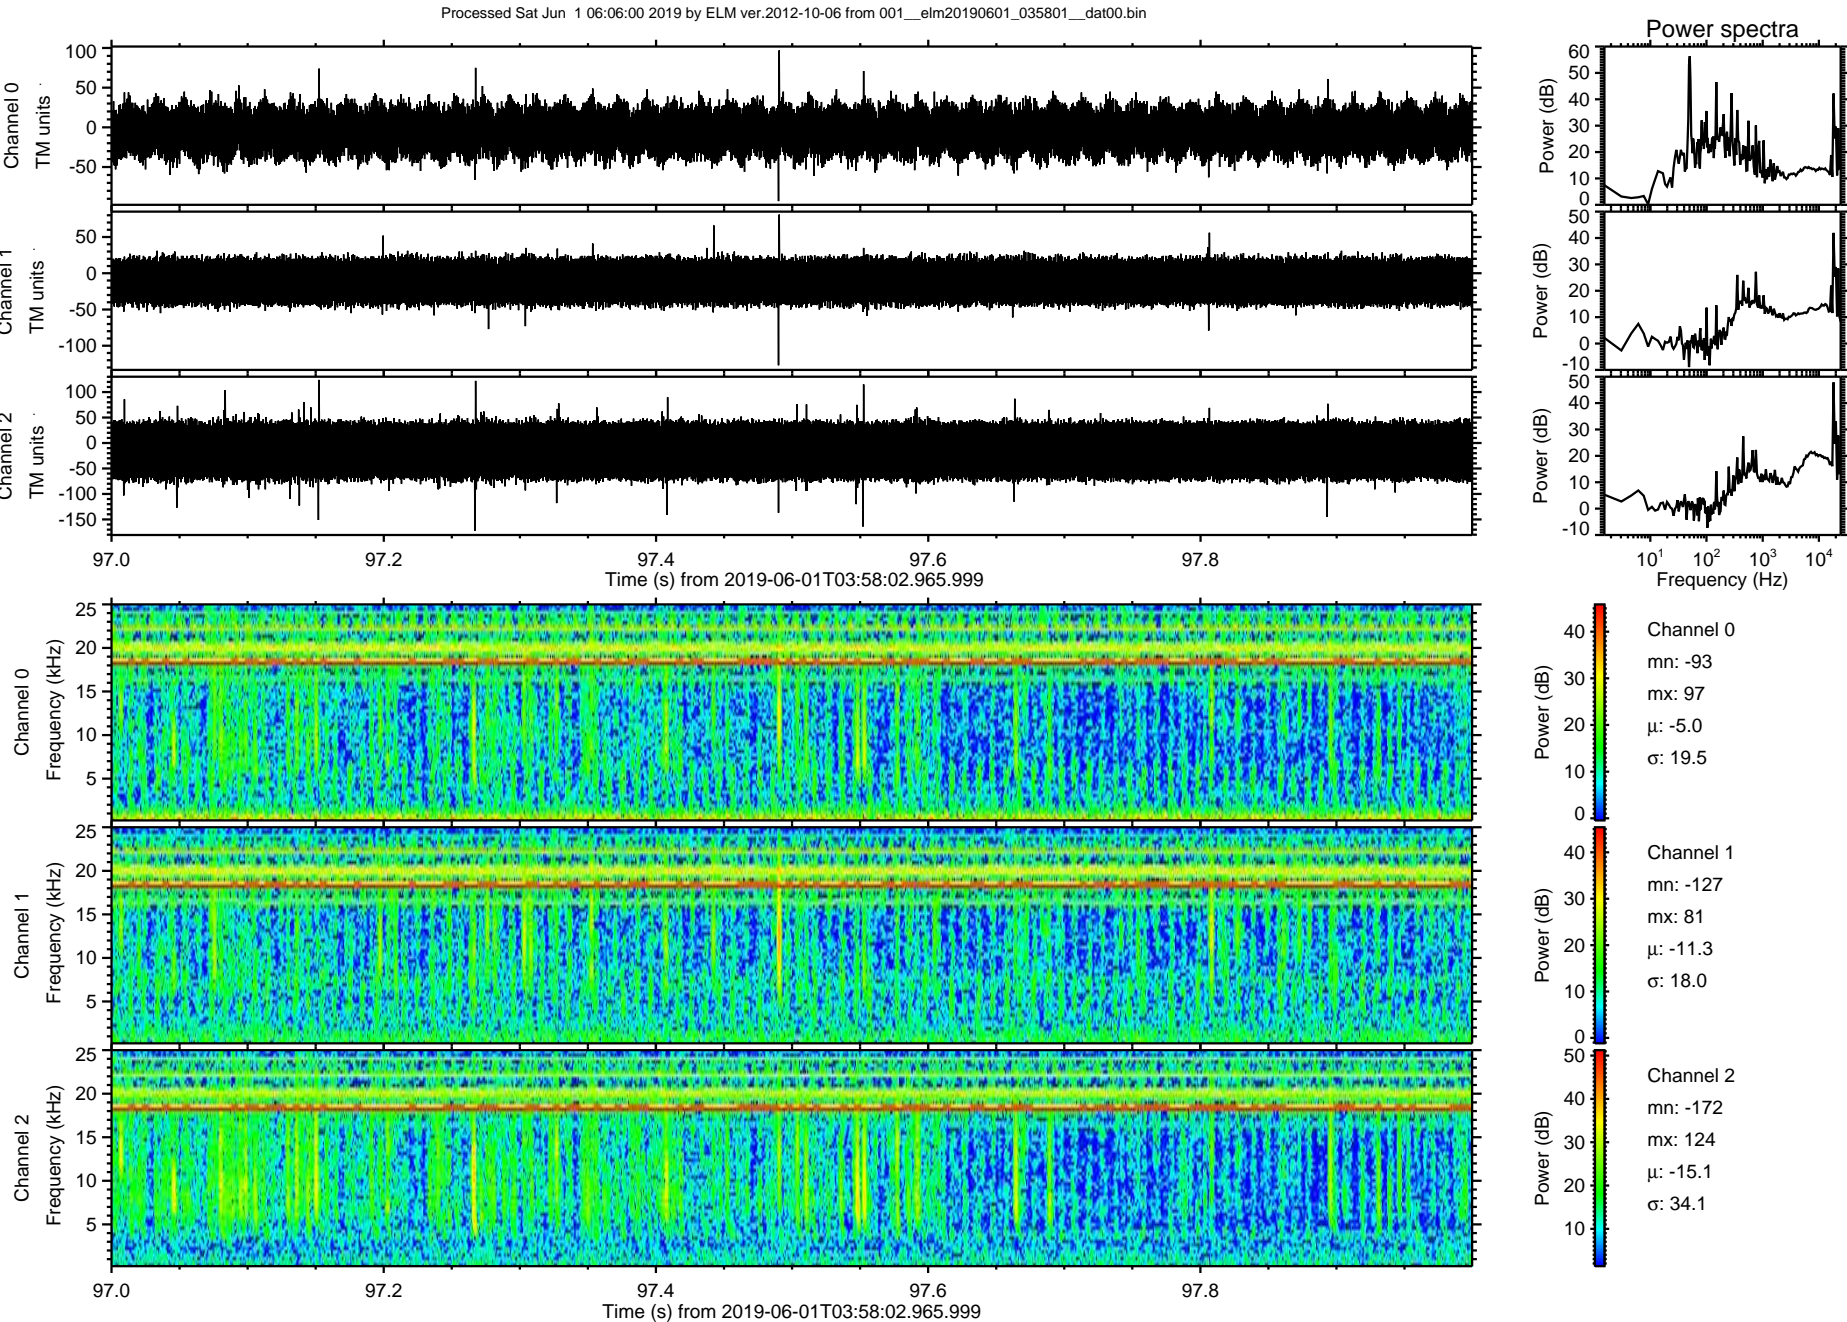 Processed Sat Jun  1 06:06:00 2019 by ELM ver.2012-10-06 from 001__elm20190601_035801__dat00.bin
Power spectra
Channel 0
TM units
100
50
0
-50
Power (dB)
60
50
40
30
20
10
0
Channel 1
TM units
50
0
-50
-100
Power (dB)
50
40
30
20
10
0
-10
Channel 2
TM units
100
50
0
-50
-100
-150
Power (dB)
50
40
30
20
10
0
-10
97.0 97.2 97.4 97.6 97.8
Time (s) from 2019-06-01T03:58:02.965.999
10¹ 10² 10³ 10⁴
Frequency (Hz)
Channel 0
Frequency (kHz)
25
20
15
10
5
Power (dB)
40
30
20
10
0
Channel 0
mn: -93
mx: 97
μ: -5.0
σ: 19.5
Channel 1
Frequency (kHz)
25
20
15
10
5
Power (dB)
40
30
20
10
0
Channel 1
mn: -127
mx: 81
μ: -11.3
σ: 18.0
Channel 2
Frequency (kHz)
25
20
15
10
5
Power (dB)
50
40
30
20
10
Channel 2
mn: -172
mx: 124
μ: -15.1
σ: 34.1
97.0 97.2 97.4 97.6 97.8
Time (s) from 2019-06-01T03:58:02.965.999